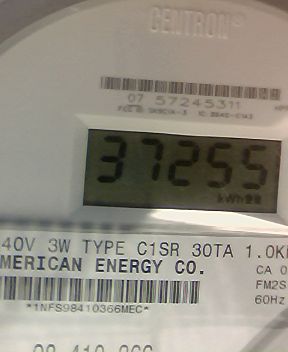 CENTRON®
07 57245311
37255
kWh
40V 3W TYPE C1SR 30TA 1.0K
MERICAN ENERGY CO.
CA 0
FM2S
60Hz
*1NFS98410366MEC*